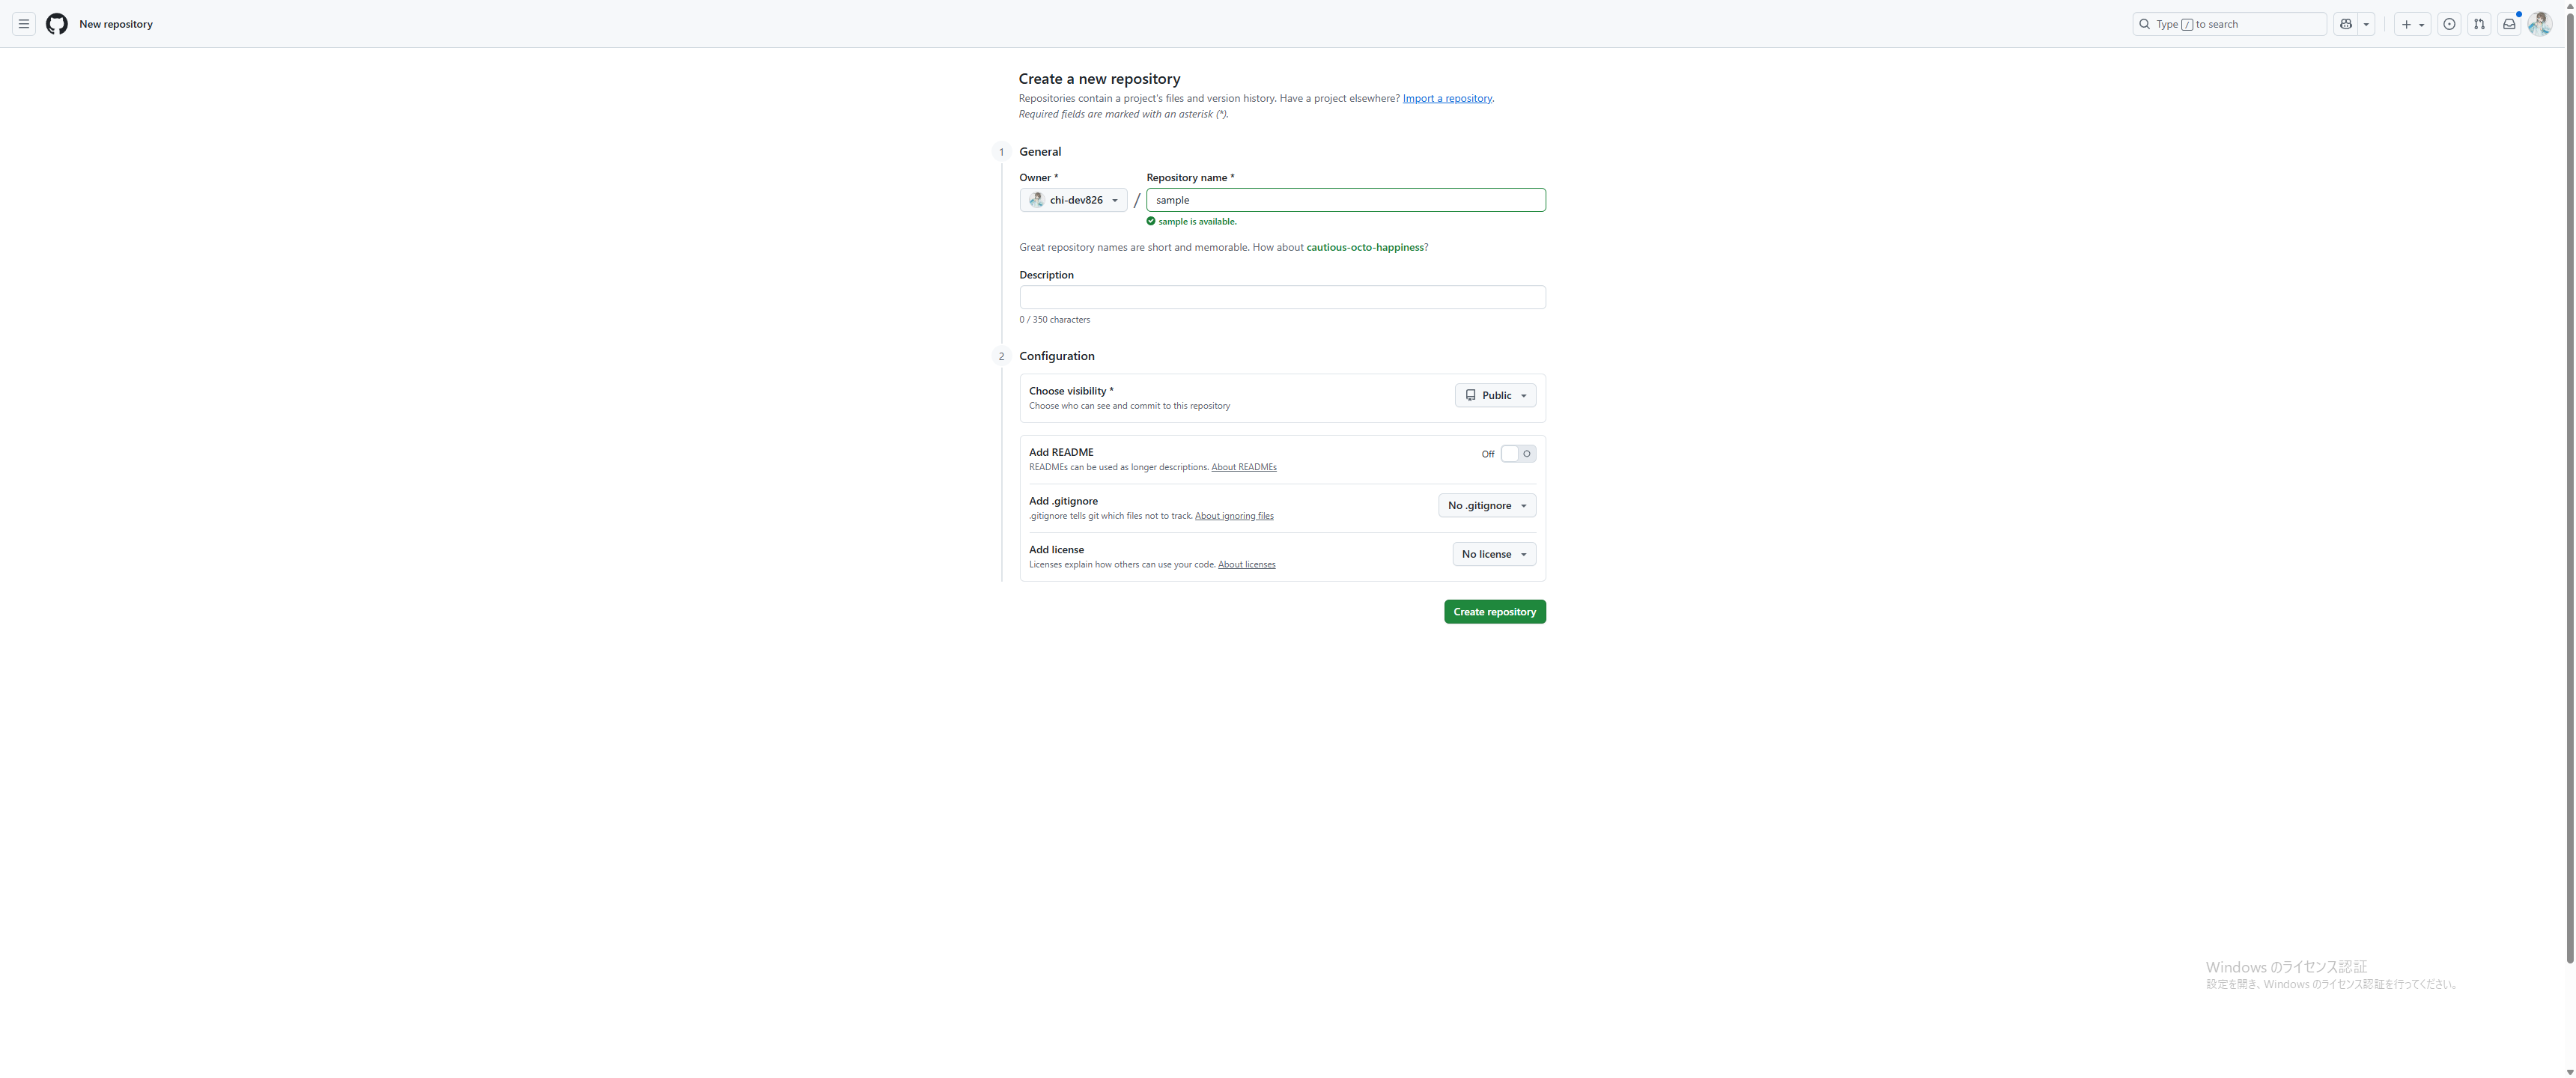 New repository
Type / to search
Create a new repository
Repositories contain a project's files and version history. Have a project elsewhere? Import a repository.
Required fields are marked with an asterisk (*).
1 General
Owner * Repository name *
chi-dev826 / sample
sample is available.
Great repository names are short and memorable. How about cautious-octo-happiness?
Description
0 / 350 characters
2 Configuration
Choose visibility *
Choose who can see and commit to this repository
Public
Add README
READMEs can be used as longer descriptions. About READMEs
Off
Add .gitignore
.gitignore tells git which files not to track. About ignoring files
No .gitignore
Add license
Licenses explain how others can use your code. About licenses
No license
Create repository
Windows のライセンス認証
設定を開き、Windows のライセンス認証を行ってください。